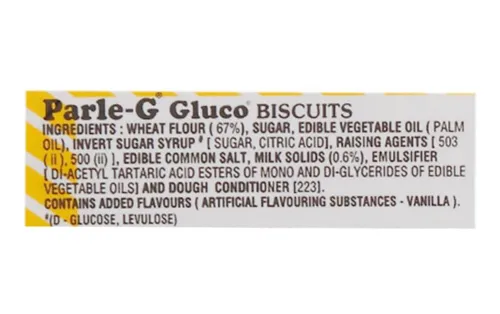 Parle-G® Gluco® BISCUITS
INGREDIENTS : WHEAT FLOUR ( 67%), SUGAR, EDIBLE VEGETABLE OIL ( PALM
OIL), INVERT SUGAR SYRUP # [ SUGAR, CITRIC ACID], RAISING AGENTS [ 503
( ii ), 500 (ii) ], EDIBLE COMMON SALT, MILK SOLIDS (0.6%), EMULSIFIER
[ DI-ACETYL TARTARIC ACID ESTERS OF MONO AND DI-GLYCERIDES OF EDIBLE
VEGETABLE OILS] AND DOUGH CONDITIONER [223].
CONTAINS ADDED FLAVOURS ( ARTIFICIAL FLAVOURING SUBSTANCES - VANILLA ).
#(D - GLUCOSE, LEVULOSE)